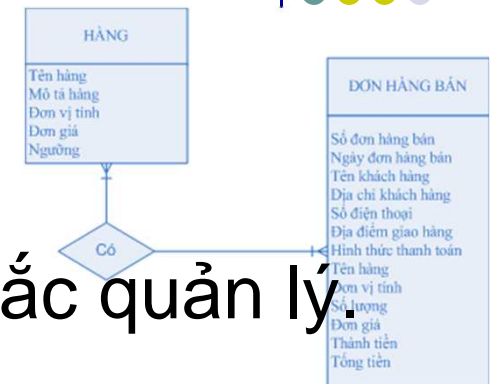 HÀNG
Tên hàng
Mô tả hàng
Đơn vị tính
Đơn giá
Ngưỡng
ĐƠN HÀNG BÁN
Số đơn hàng bán
Ngày đơn hàng bán
Tên khách hàng
Địa chỉ khách hàng
Số điện thoại
Địa điểm giao hàng
Hình thức thanh toán
Tên hàng
Đơn vị tính
Số lượng
Đơn giá
Thành tiền
Tổng tiền
Có
ắc quản lý.